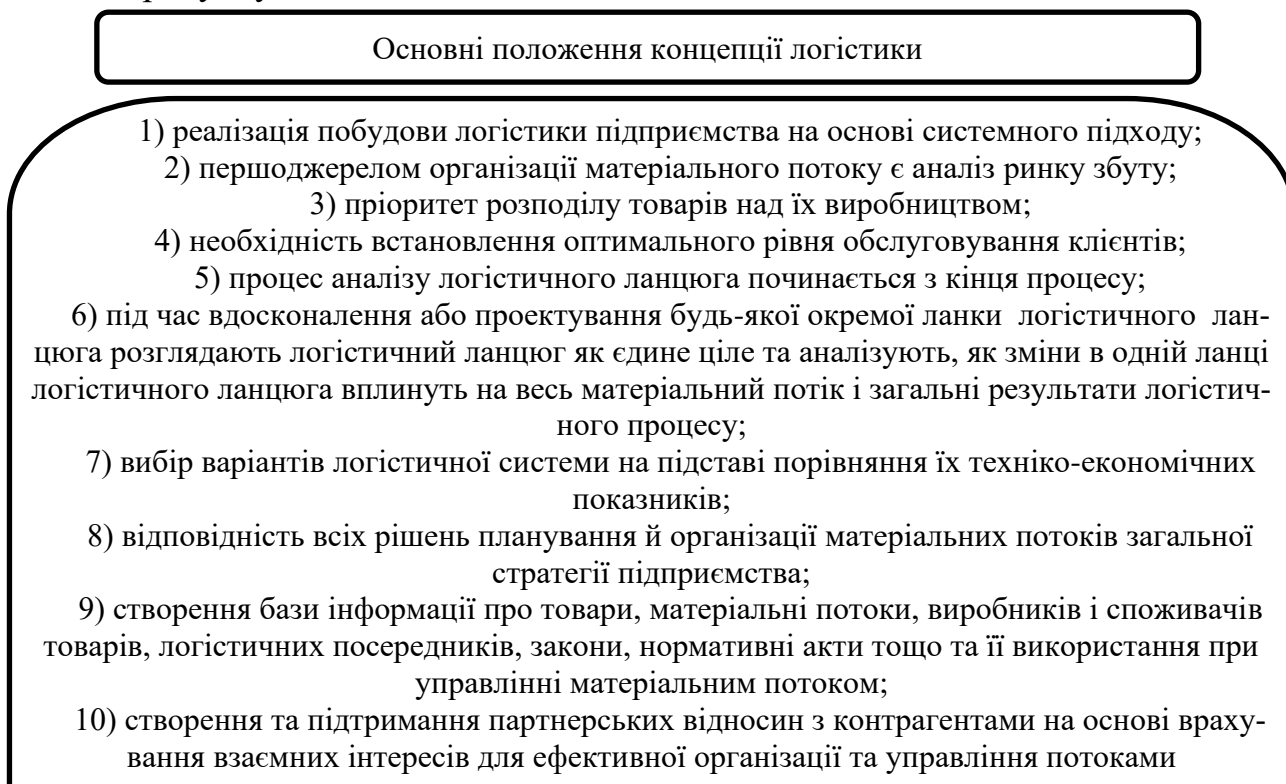 Основні положення концепції логістики
1) реалізація побудови логістики підприємства на основі системного підходу;
2) першоджерелом організації матеріального потоку є аналіз ринку збуту;
3) пріоритет розподілу товарів над їх виробництвом;
4) необхідність встановлення оптимального рівня обслуговування клієнтів;
5) процес аналізу логістичного ланцюга починається з кінця процесу;
6) під час вдосконалення або проектування будь-якої окремої ланки логістичного лан-
цюга розглядають логістичний ланцюг як єдине ціле та аналізують, як зміни в одній ланці
логістичного ланцюга вплинуть на весь матеріальний потік і загальні результати логістич-
ного процесу;
7) вибір варіантів логістичної системи на підставі порівняння їх техніко-економічних
показників;
8) відповідність всіх рішень планування й організації матеріальних потоків загальної
стратегії підприємства;
9) створення бази інформації про товари, матеріальні потоки, виробників і споживачів
товарів, логістичних посередників, закони, нормативні акти тощо та її використання при
управлінні матеріальним потоком;
10) створення та підтримання партнерських відносин з контрагентами на основі враху-
вання взаємних інтересів для ефективної організації та управління потоками